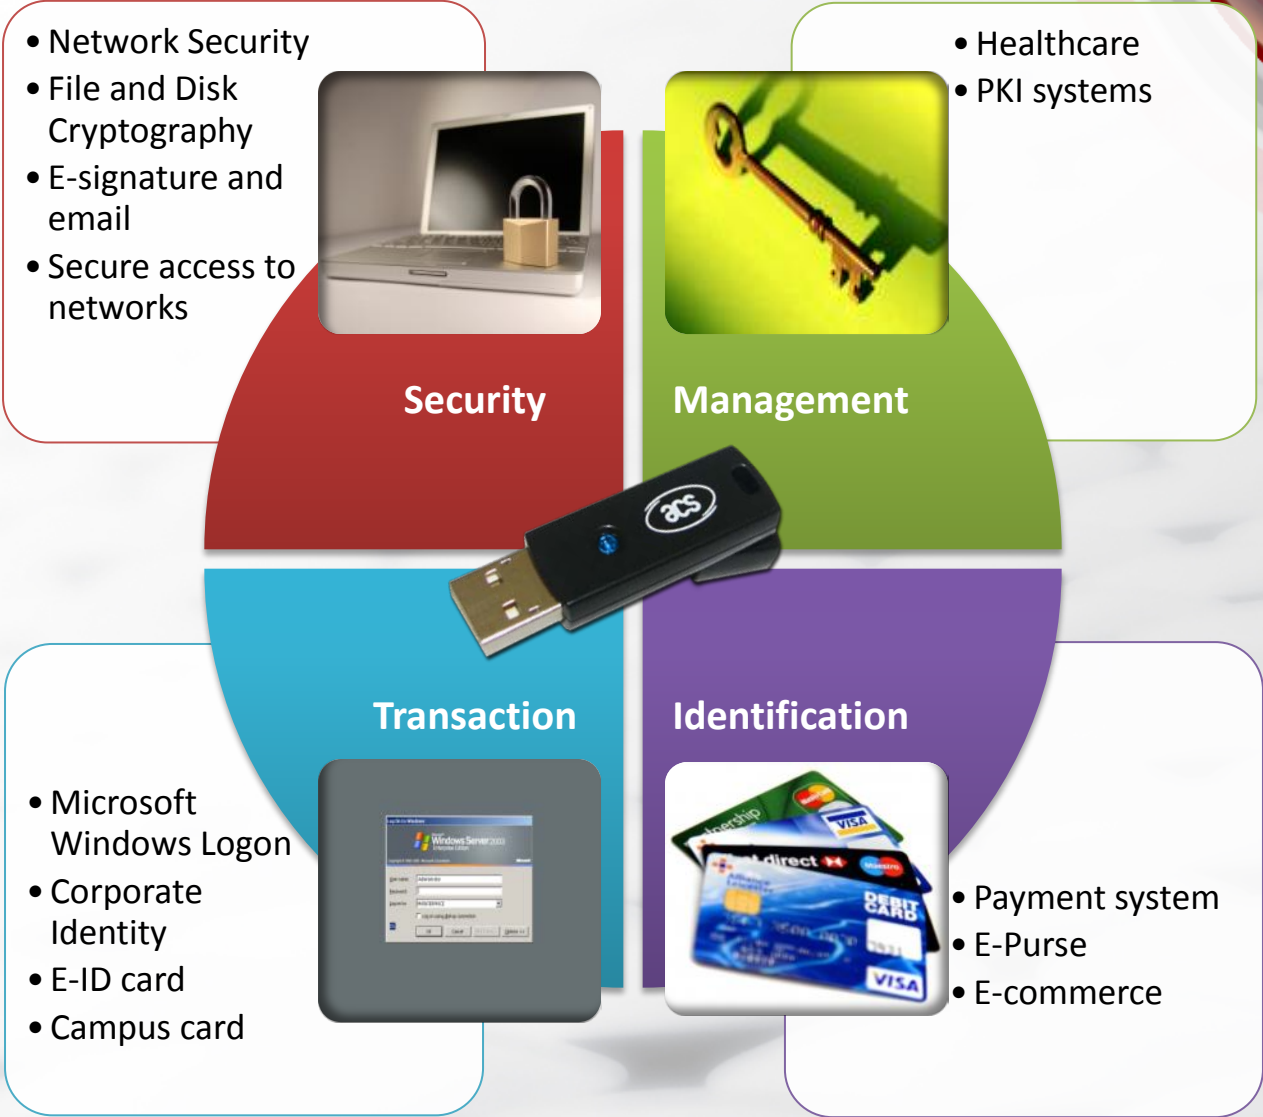 • Network Security
• File and Disk
Cryptography
• E-signature and
email
• Secure access to
networks
• Healthcare
• PKI systems
Security
Management
acs
Transaction
Identification
• Microsoft
Windows Logon
• Corporate
Identity
• E-ID card
• Campus card
Windows Server 2003
VISA
direct
DEBIT
CARD
VISA
• Payment system
• E-Purse
• E-commerce